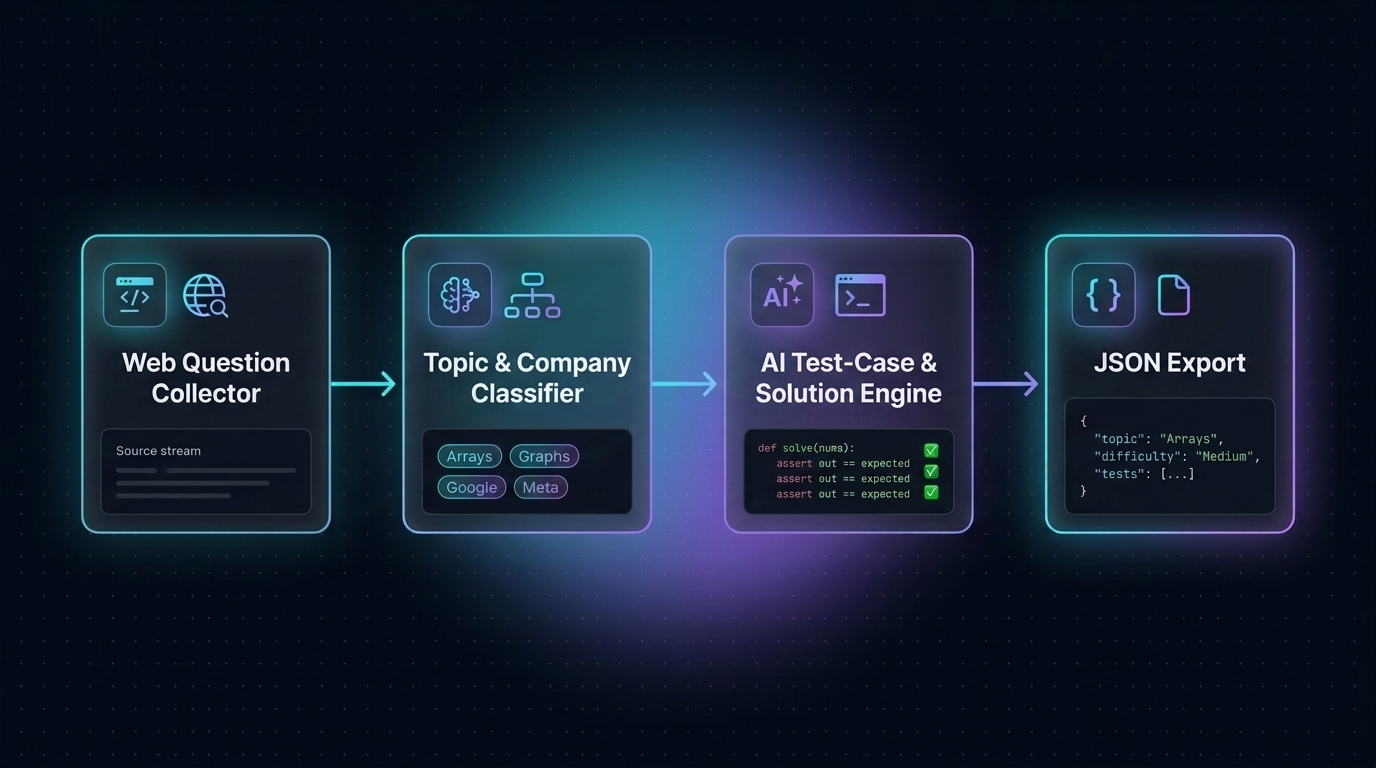 </>
AI
>_
{ }
Web Question
Collector
Topic & Company
Classifier
AI Test-Case &
Solution Engine
JSON Export
Source stream
Arrays
Graphs
Google
Meta
def solve(nums):
assert out == expected
assert out == expected
assert out == expected
{
"topic": "Arrays",
"difficulty": "Medium",
"tests": [...]
}